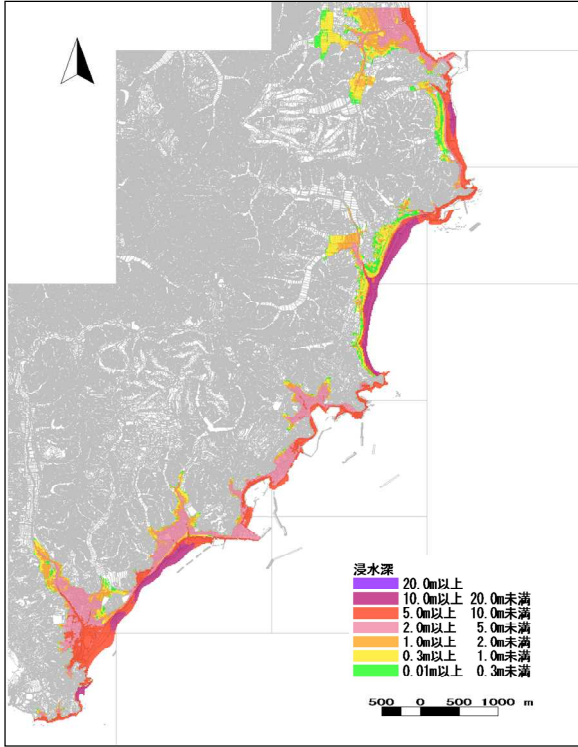 浸水深
20.0m以上
10.0m以上 20.0m未満
5.0m以上 10.0m未満
2.0m以上 5.0m未満
1.0m以上 2.0m未満
0.3m以上 1.0m未満
0.01m以上 0.3m未満
500 0 500 1000 m